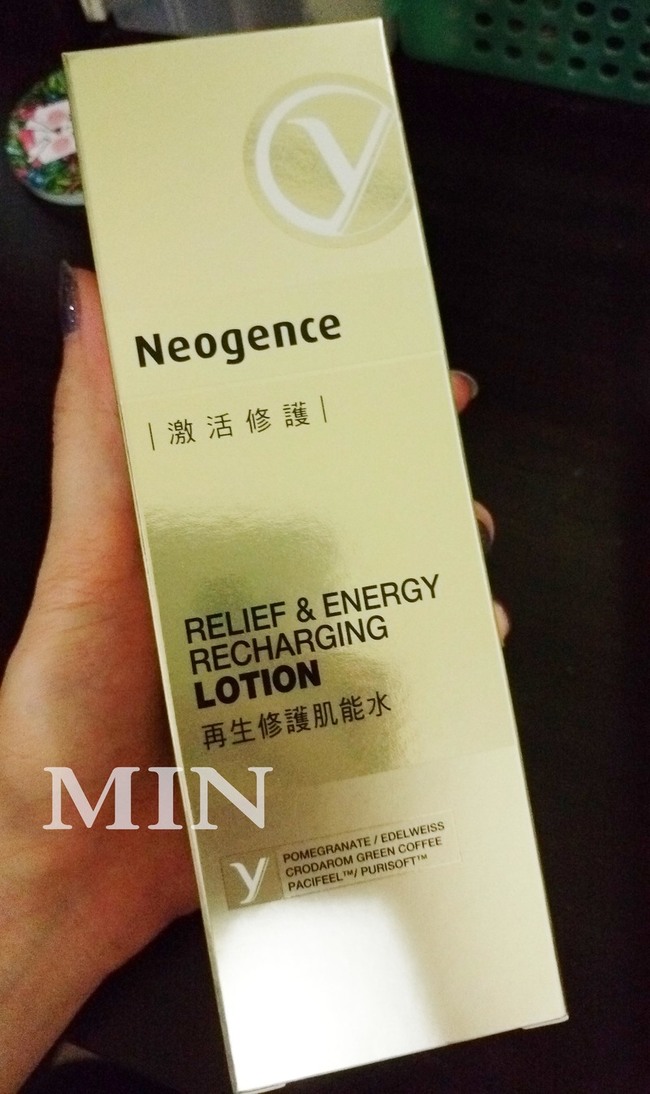 y
Neogence
|激活修護|
RELIEF & ENERGY
RECHARGING
LOTION
再生修護肌能水
MIN
y
POMEGRANATE / EDELWEISS
CRODAROM GREEN COFFEE
PACIFEEL™/ PURISOFT™